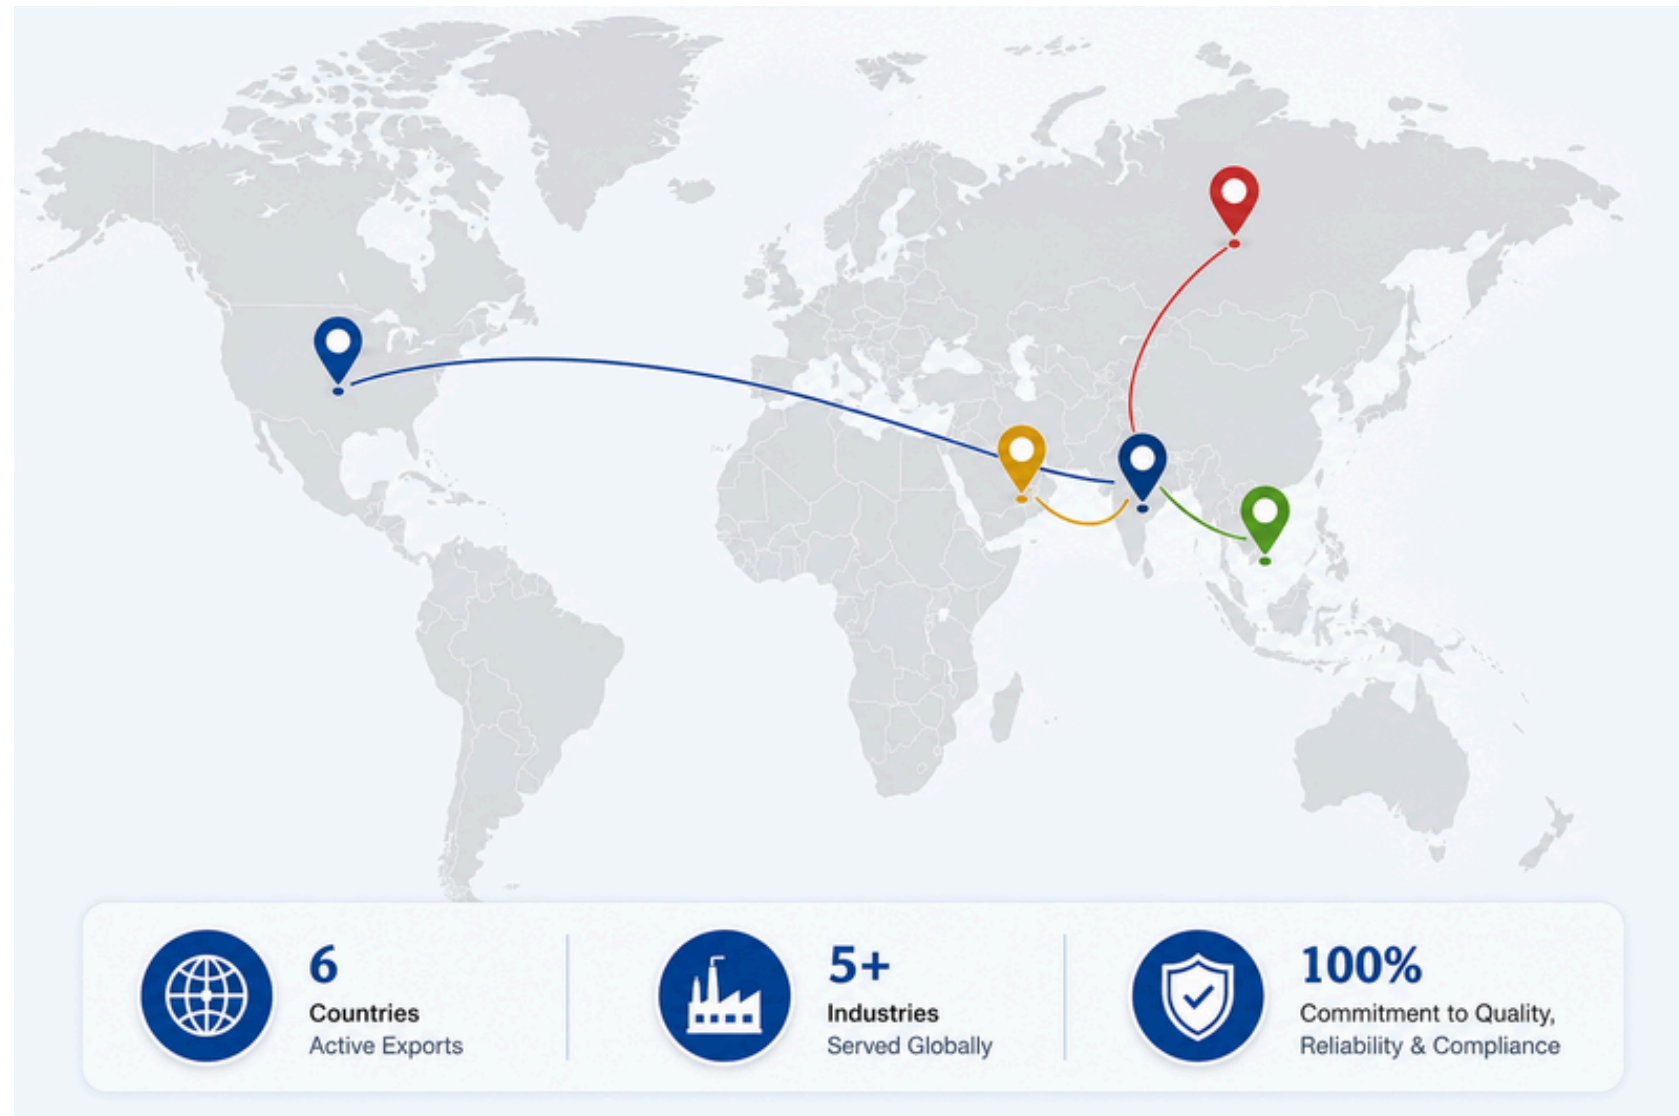 6
Countries
Active Exports
5+
Industries
Served Globally
100%
Commitment to Quality,
Reliability & Compliance